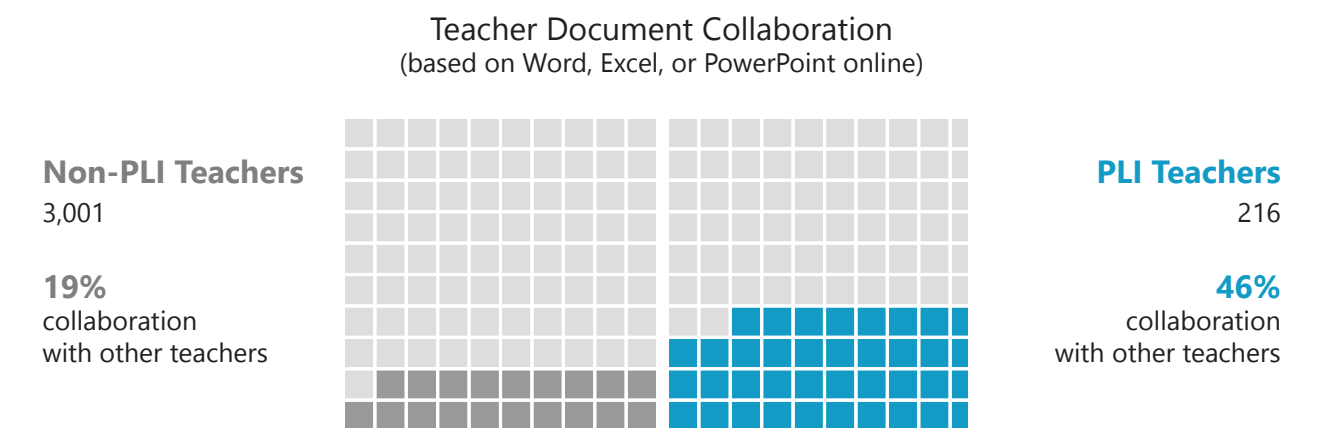 Teacher Document Collaboration
(based on Word, Excel, or PowerPoint online)
Non-PLI Teachers
3,001
19%
collaboration
with other teachers
PLI Teachers
216
46%
collaboration
with other teachers